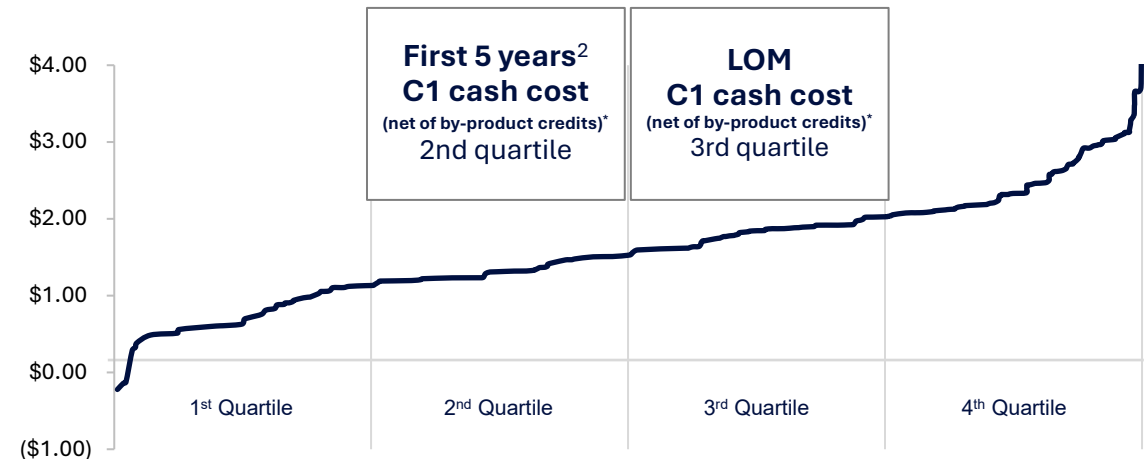 First 5 years2
C1 cash cost
(net of by-product credits)*
2nd quartile
LOM
C1 cash cost
(net of by-product credits)*
3rd quartile
$4.00
$3.00
$2.00
$1.00
$0.00
($1.00)
1st Quartile
2nd Quartile
3rd Quartile
4th Quartile